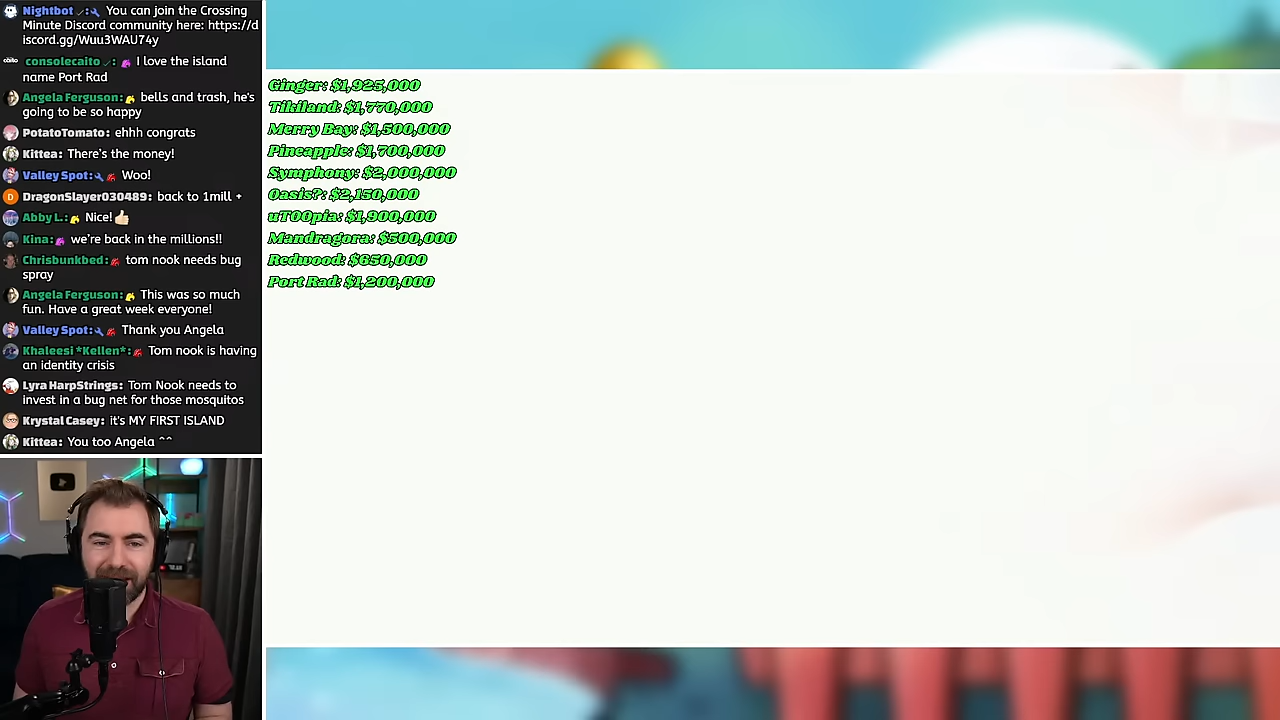 Nightbot: You can join the Crossing
Minute Discord community here: https://d
iscord.gg/Wuu3WAU74y
consolecaito: I love the island
name Port Rad
Angela Ferguson: bells and trash, he's
going to be so happy
PotatoTomato: ehhh congrats
Kittea: There's the money!
Valley Spot: Woo!
D DragonSlayer030489: back to 1mill +
Abby L.: Nice!👍🏻
Kina: we're back in the millions!!
Chrisbunkbed: tom nook needs bug
spray
Angela Ferguson: This was so much
fun. Have a great week everyone!
Valley Spot: Thank you Angela
Khaleesi *Kellen*: Tom nook is having
an identity crisis
Lyra HarpStrings: Tom Nook needs to
invest in a bug net for those mosquitos
Krystal Casey: it's MY FIRST ISLAND
Kittea: You too Angela ^^
Ginger: $1,925,000
Tikiland: $1,770,000
Merry Bay: $1,500,000
Pineapple: $1,700,000
Symphony: $2,000,000
Oasis?: $2,150,000
uTOOpia: $1,900,000
Mandragora: $500,000
Redwood: $650,000
Port Rad: $1,200,000